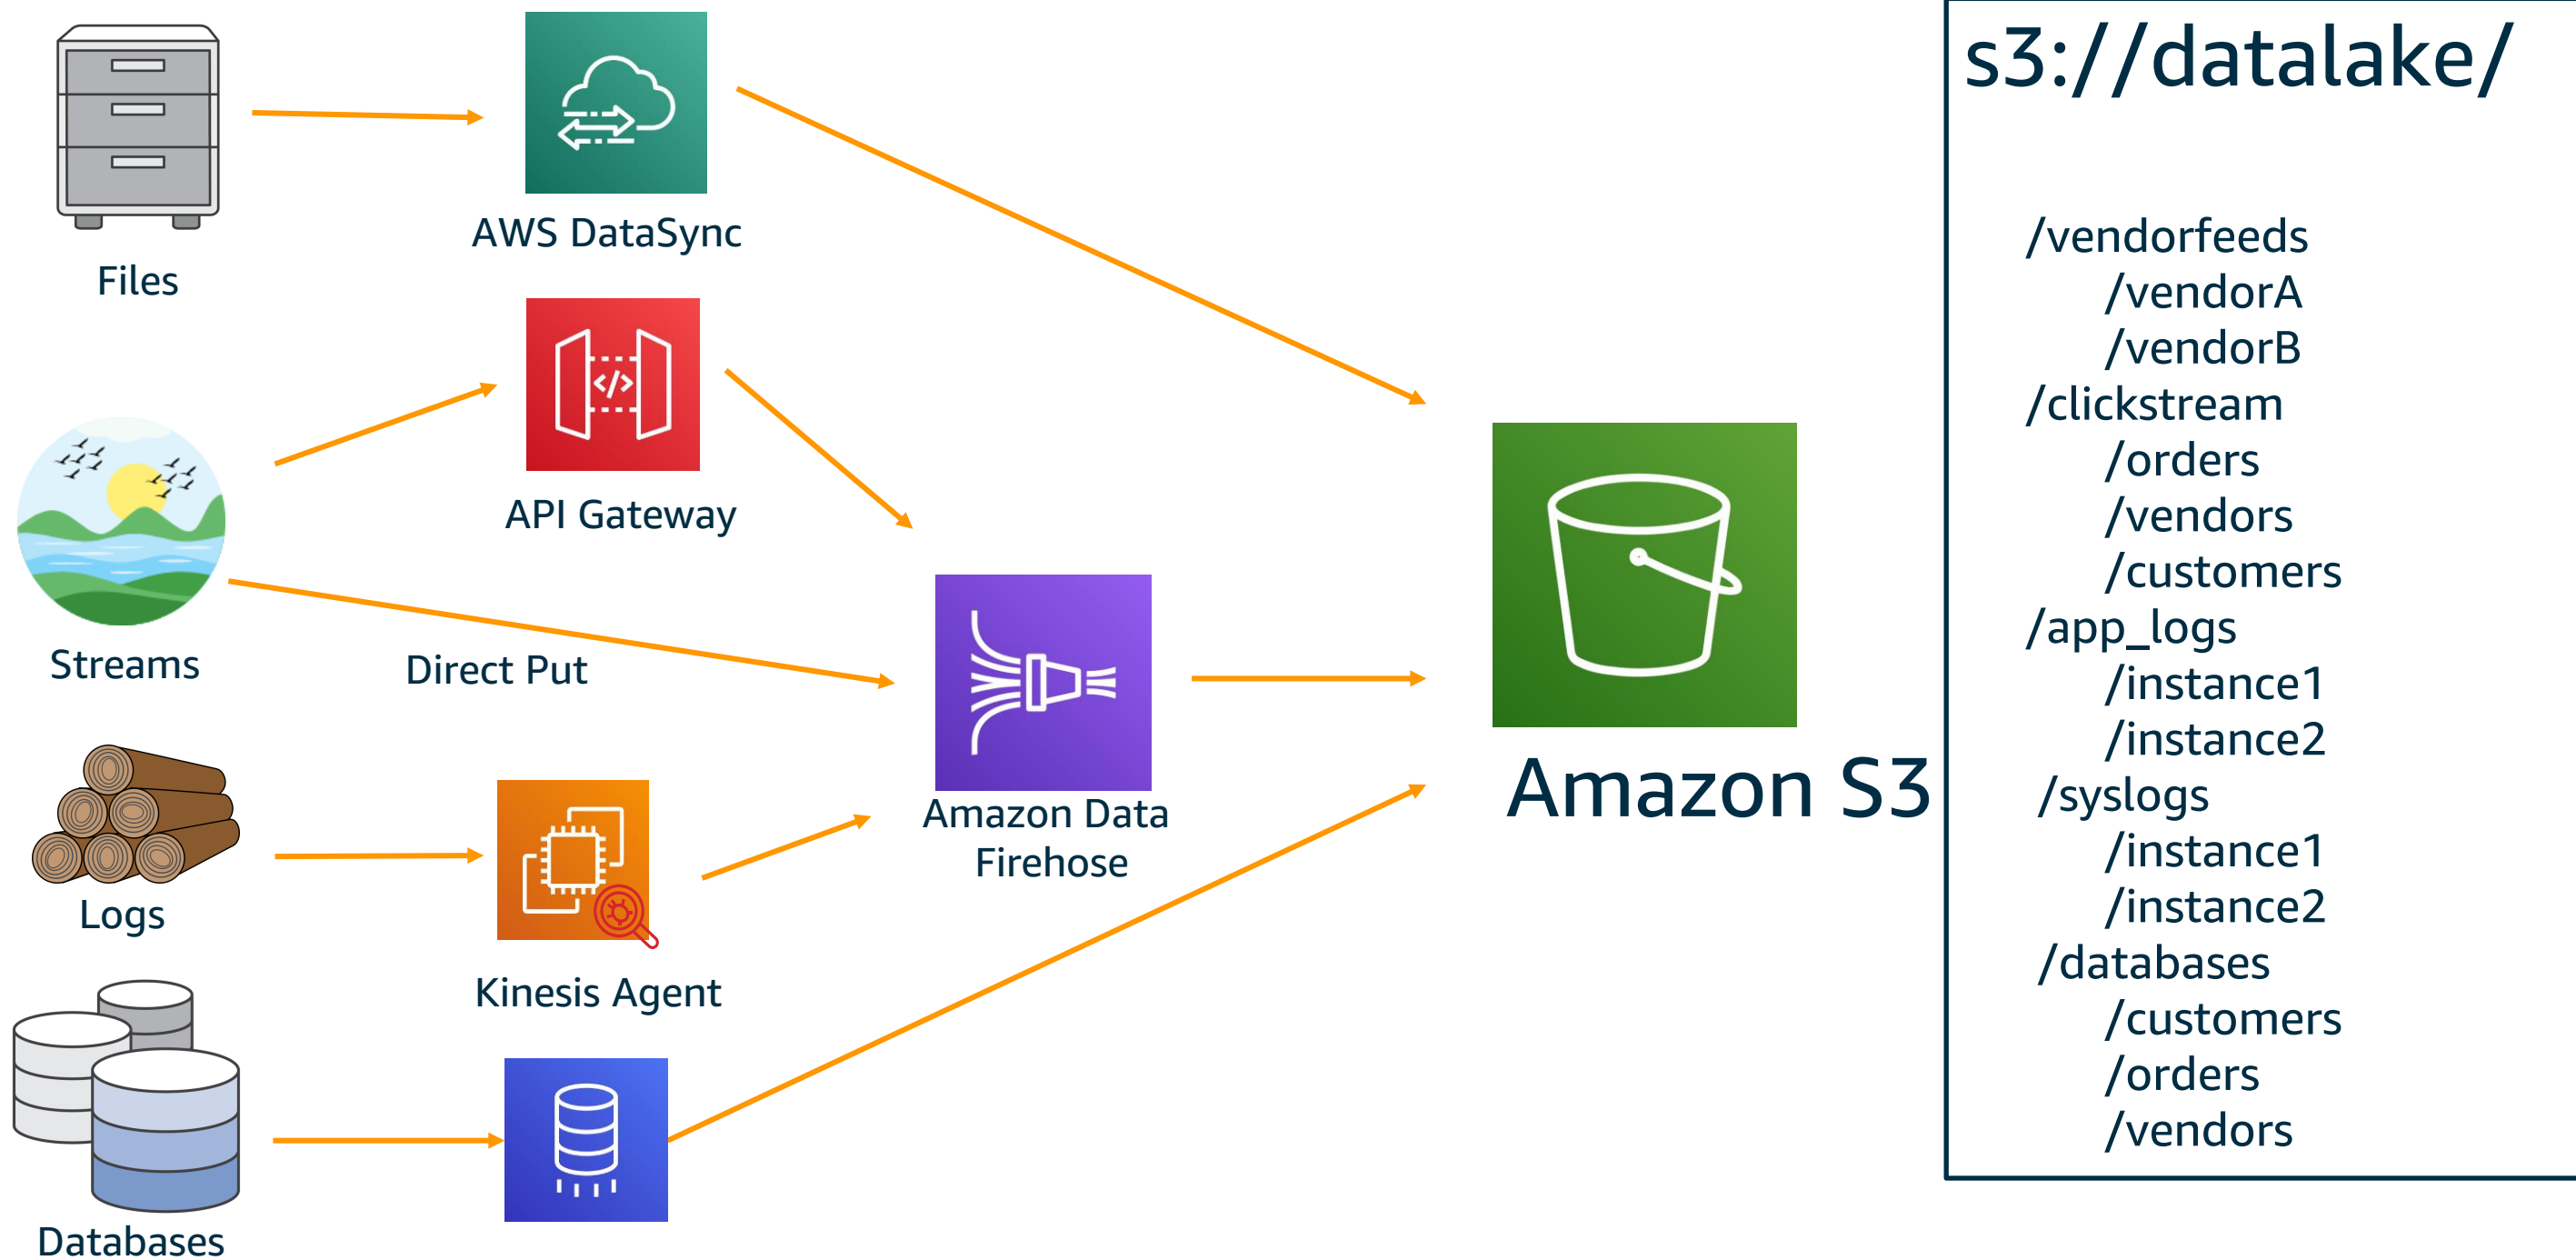 Files
AWS DataSync
API Gateway
Streams
Direct Put
Logs
Kinesis Agent
Databases
Amazon Data
Firehose
Amazon S3
s3://datalake/
/vendorfeeds
/vendorA
/vendorB
/clickstream
/orders
/vendors
/customers
/app_logs
/instance1
/instance2
/syslogs
/instance1
/instance2
/databases
/customers
/orders
/vendors